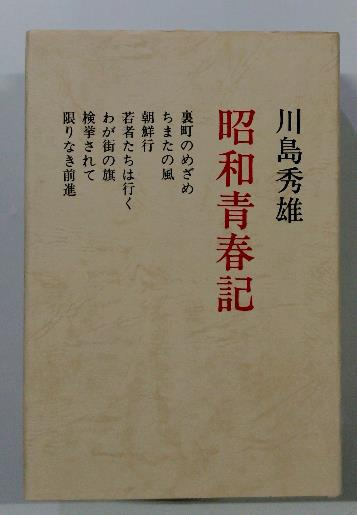 川島秀雄
昭和青春記
裏町のめざめ
ちまたの風
朝鮮行
若者たちは行く
わが街の旗
検挙されて
限りなき前進